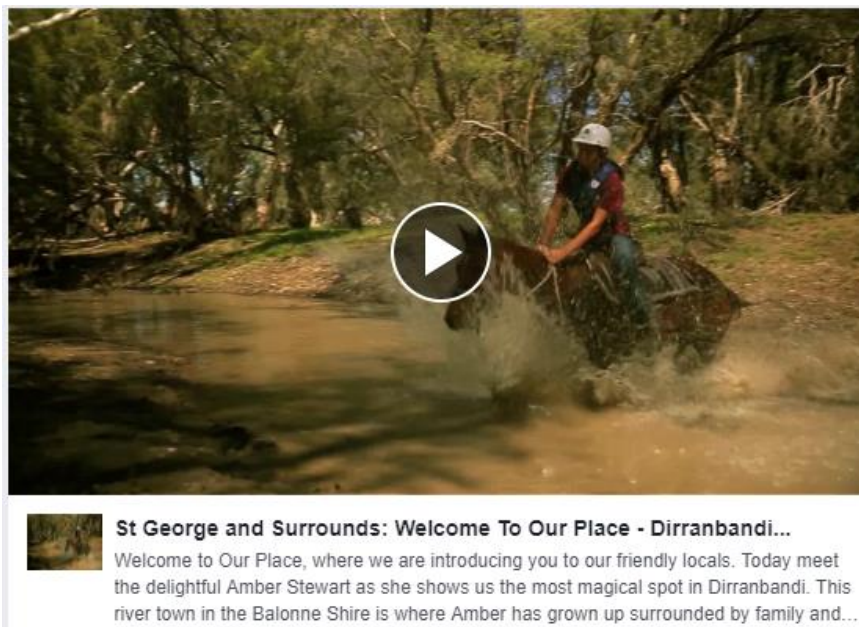 St George and Surrounds: Welcome To Our Place - Dirranbandi...
Welcome to Our Place, where we are introducing you to our friendly locals. Today meet
the delightful Amber Stewart as she shows us the most magical spot in Dirranbandi. This
river town in the Balonne Shire is where Amber has grown up surrounded by family and...